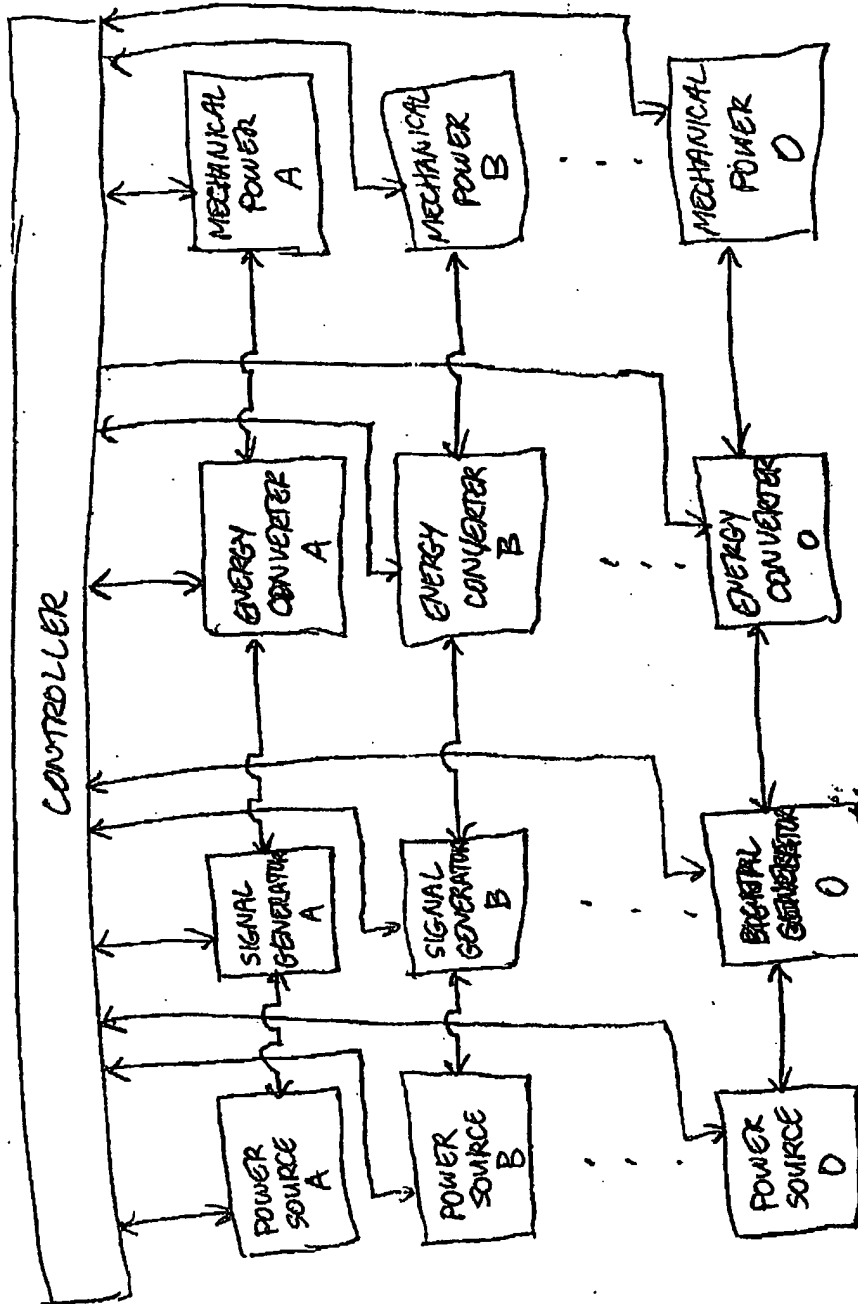 CONTROLLER
POWER
SOURCE
A
SIGNAL
GENERATOR
A
ENERGY
CONVERTER
A
MECHANICAL
POWER
A
POWER
SOURCE
B
SIGNAL
GENERATOR
B
ENERGY
CONVERTER
B
MECHANICAL
POWER
B
POWER
SOURCE
O
GENERATOR
O
ENERGY
CONVERTER
O
MECHANICAL
POWER
O